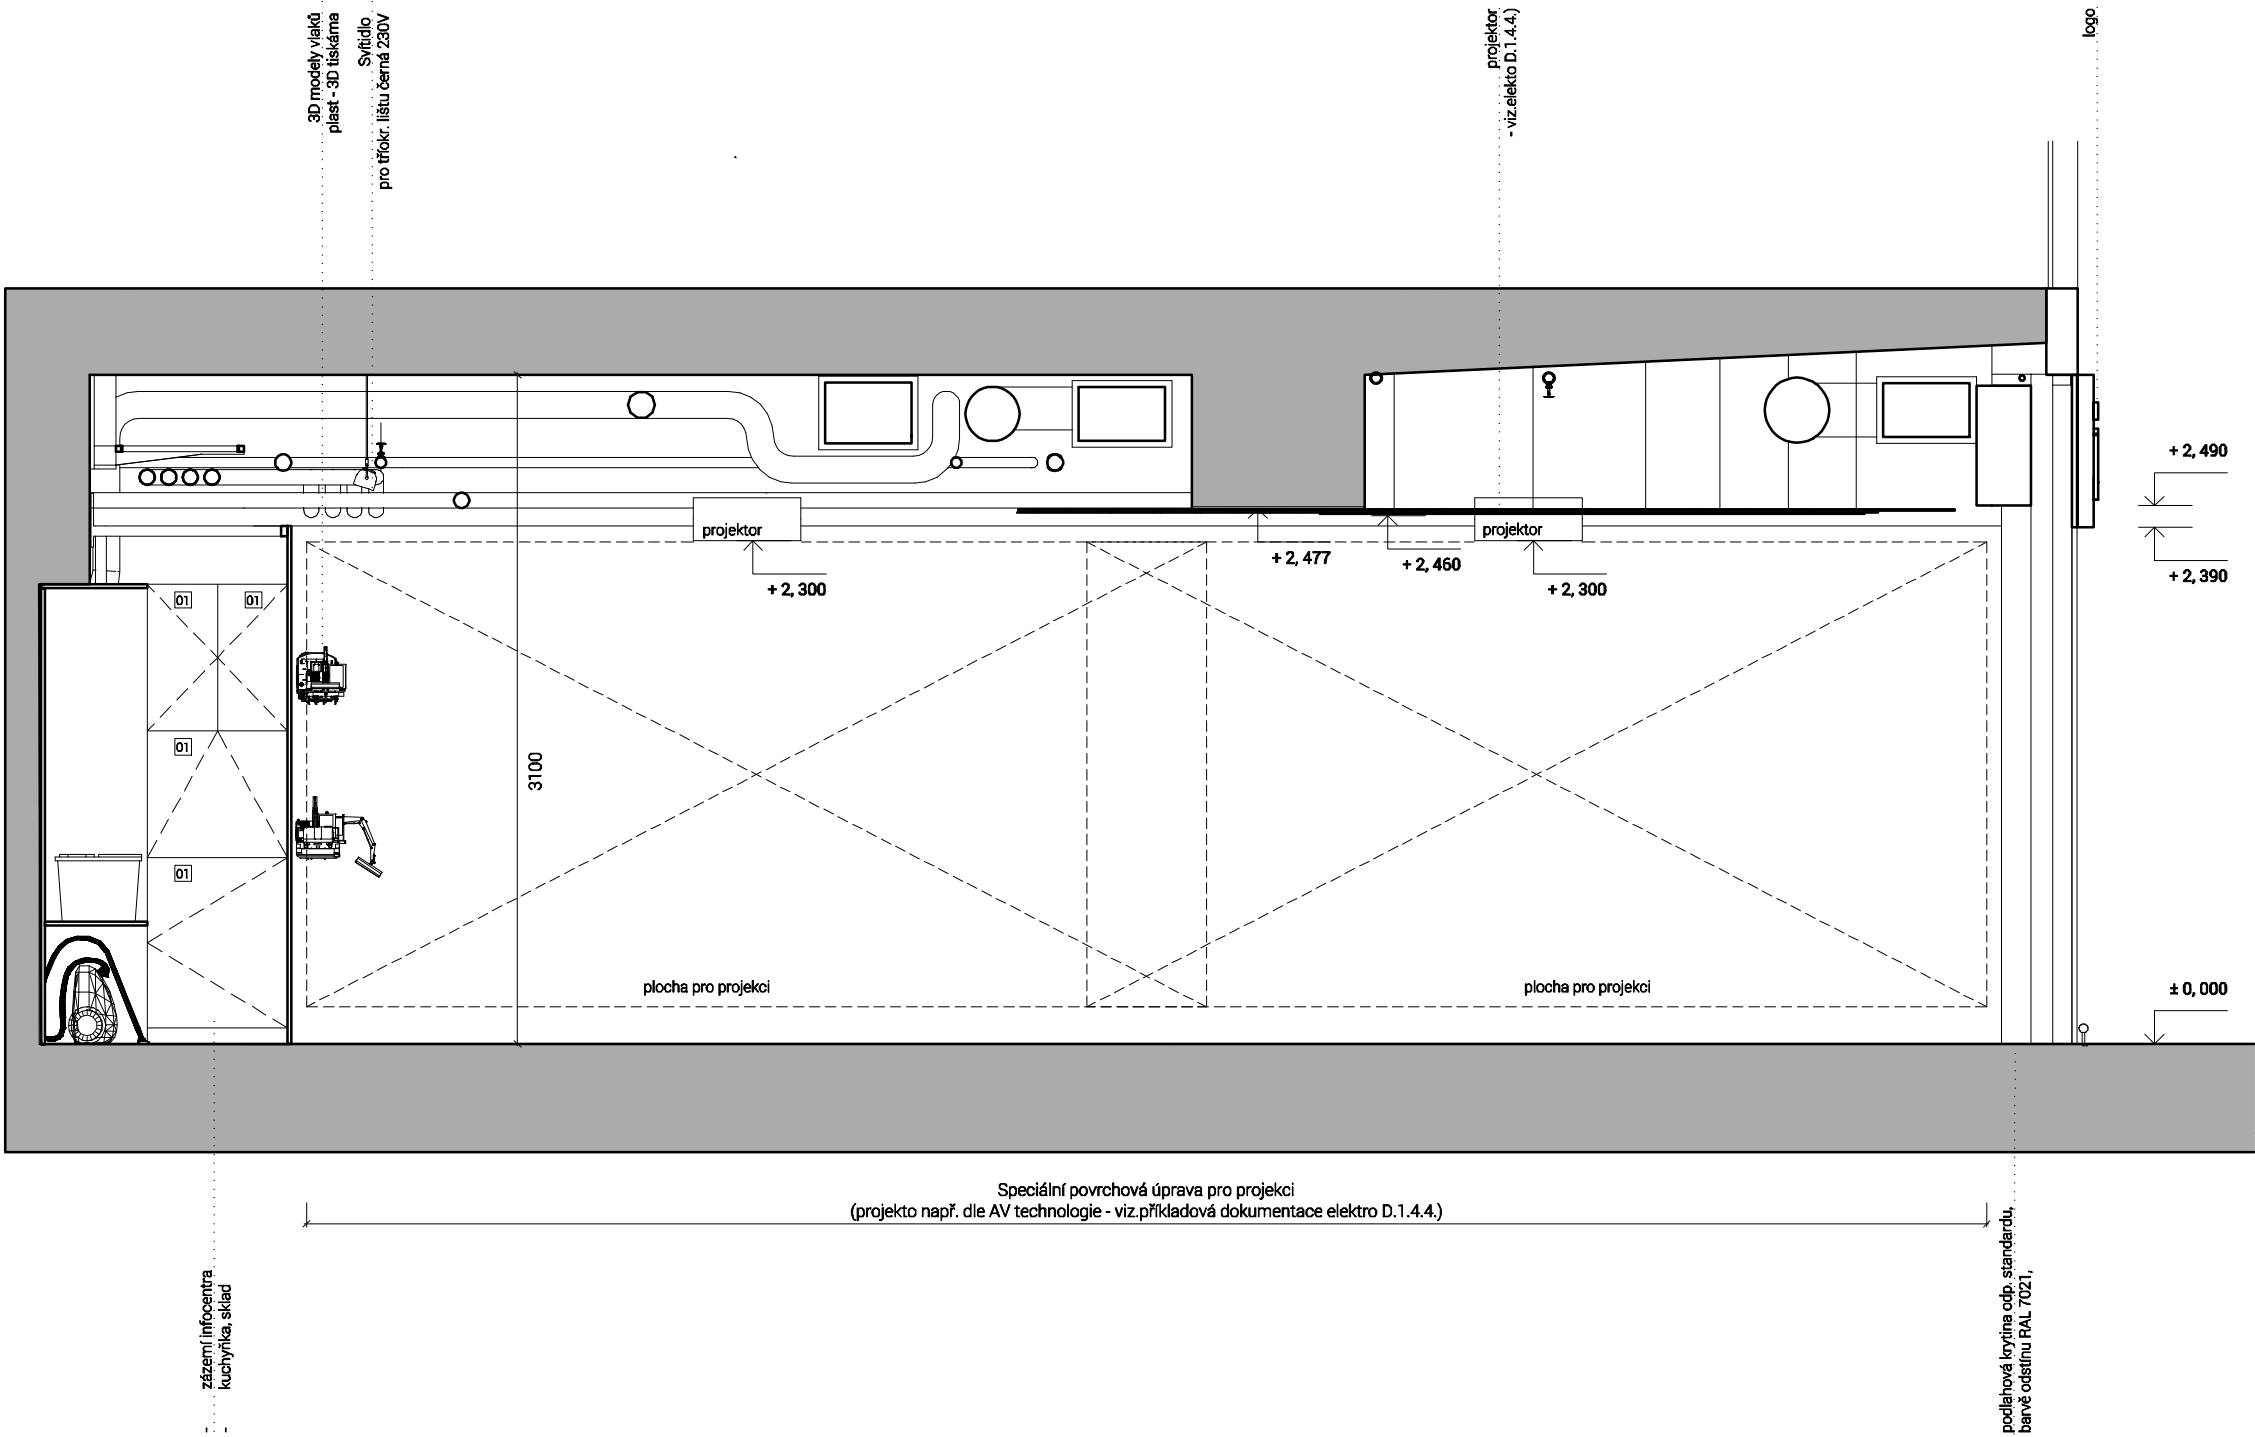 3D modely vlaků
plast - 3D tiskárna
Svítidlo
pro tříokr. lištu černá 230V
projektor
- viz.elekto D.1.4.4.)
logo
+ 2, 490
projektor
projektor
+ 2, 477
+ 2, 460
+ 2, 390
+ 2, 300
+ 2, 300
01
01
01
3100
01
plocha pro projekci
plocha pro projekci
± 0, 000
Speciální povrchová úprava pro projekci
(projekto např. dle AV technologie - viz.příkladová dokumentace elektro D.1.4.4.)
zázemí infocentra
kuchyňka, sklad
-
-
podlahová krytina odp. standardu,
barvě odstínu RAL 7021,